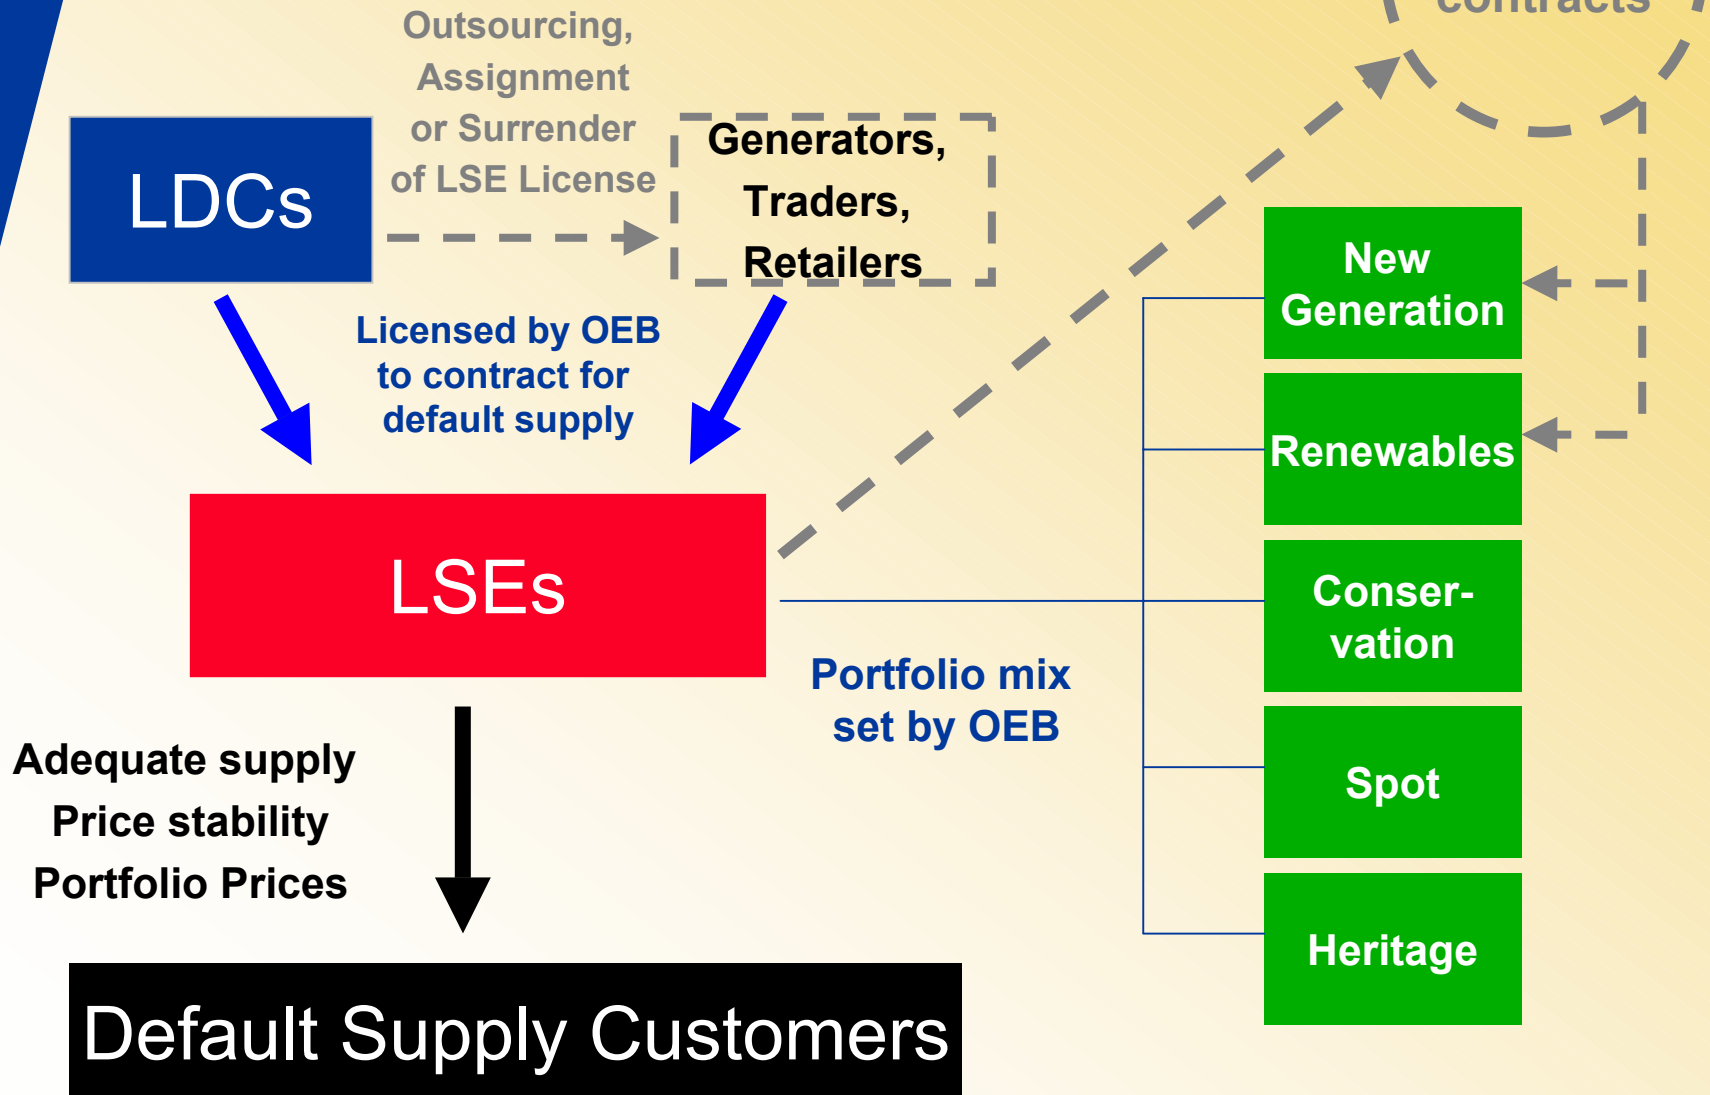 contracts
Outsourcing,
Assignment
or Surrender
of LSE License
LDCs
Generators,
Traders,
Retailers
Licensed by OEB
to contract for
default supply
LSEs
New
Generation
Renewables
Conser-
vation
Spot
Heritage
Portfolio mix
set by OEB
Adequate supply
Price stability
Portfolio Prices
Default Supply Customers